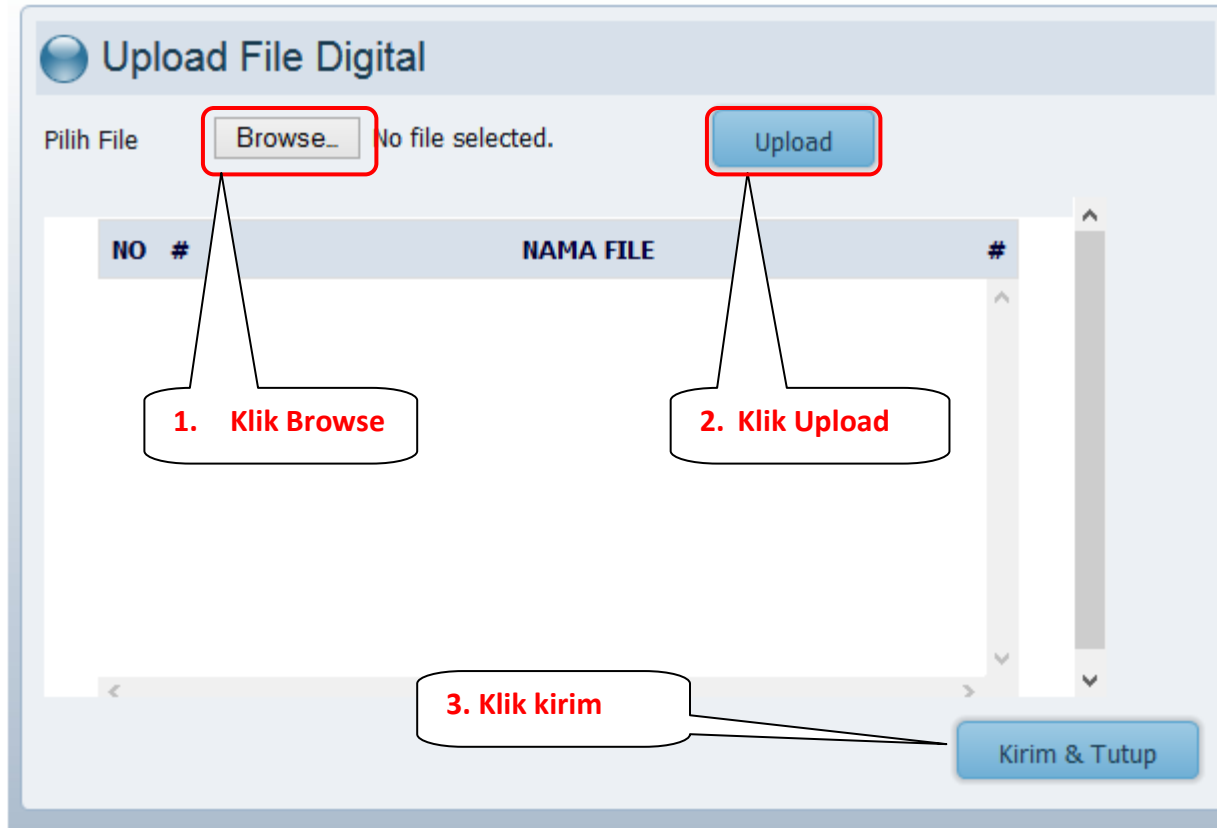 Upload File Digital
Pilih File Browse... No file selected. Upload
NO # NAMA FILE #
1. Klik Browse
2. Klik Upload
3. Klik kirim
Kirim & Tutup